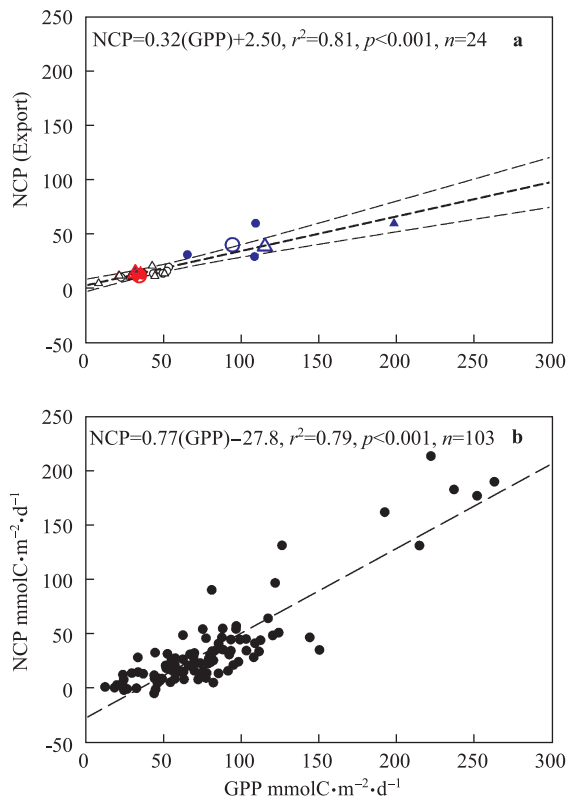 250
NCP=0.32(GPP)+2.50, r²=0.81, p<0.001, n=24 a
200
150
NCP (Export)
100
50
0
-50
0 50 100 150 200 250 300
250
NCP=0.77(GPP)−27.8, r²=0.79, p<0.001, n=103 b
200
150
NCP mmolC•m⁻²•d⁻¹
100
50
0
-50
0 50 100 150 200 250 300
GPP mmolC•m⁻²•d⁻¹